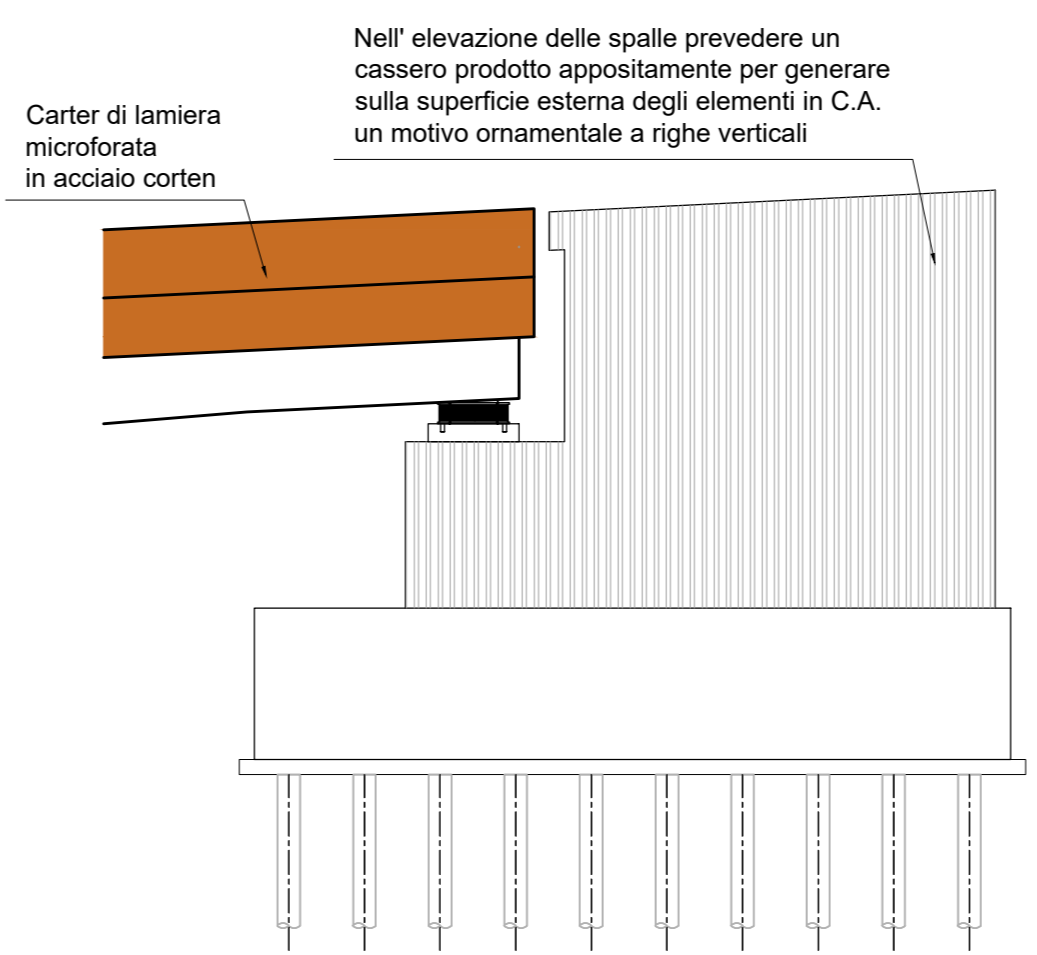 Nell' elevazione delle spalle prevedere un
cassero prodotto appositamente per generare
sulla superficie esterna degli elementi in C.A.
un motivo ornamentale a righe verticali
Carter di lamiera
microforata
in acciaio corten